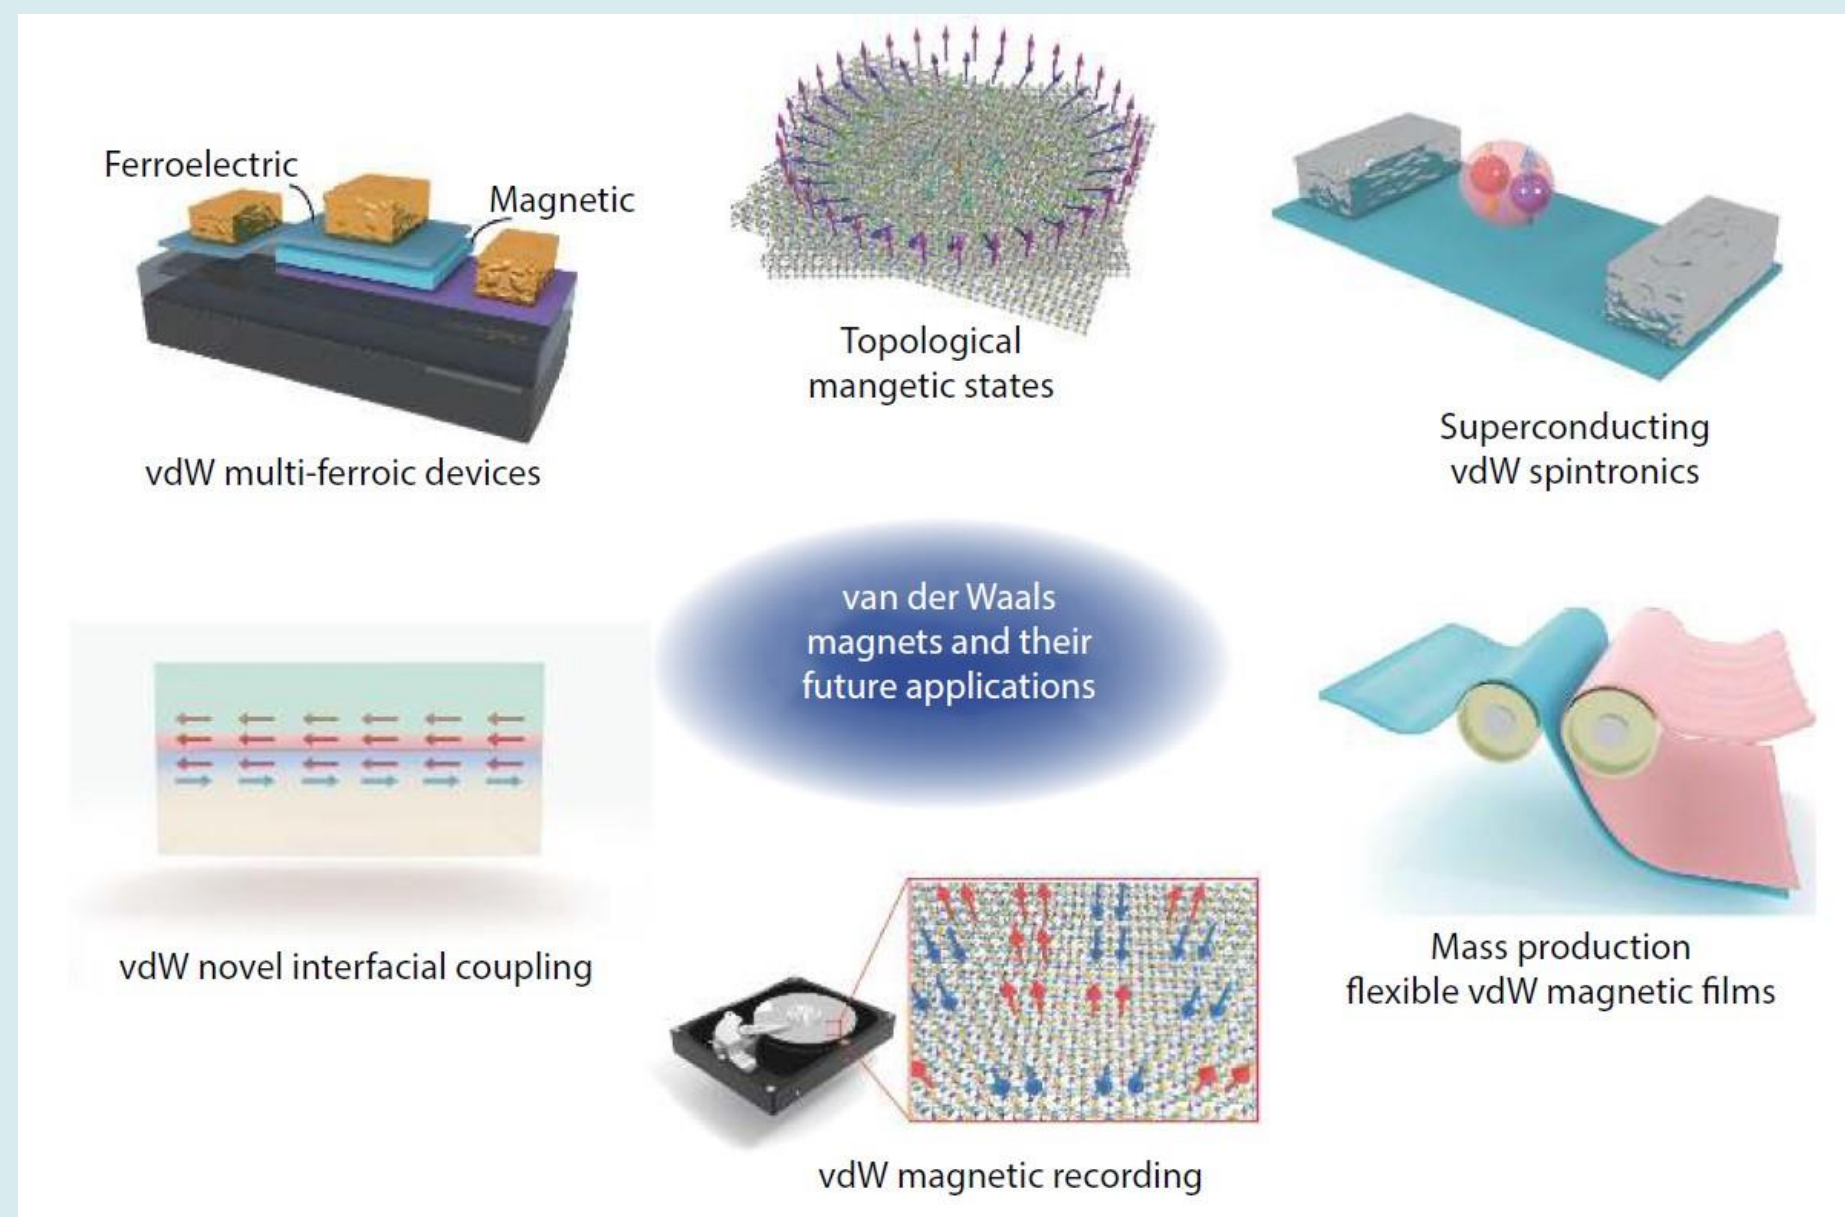 Ferroelectric
Magnetic
vdW multi-ferroic devices
Topological
mangetic states
Superconducting
vdW spintronics
van der Waals
magnets and their
future applications
vdW novel interfacial coupling
Mass production
flexible vdW magnetic films
vdW magnetic recording